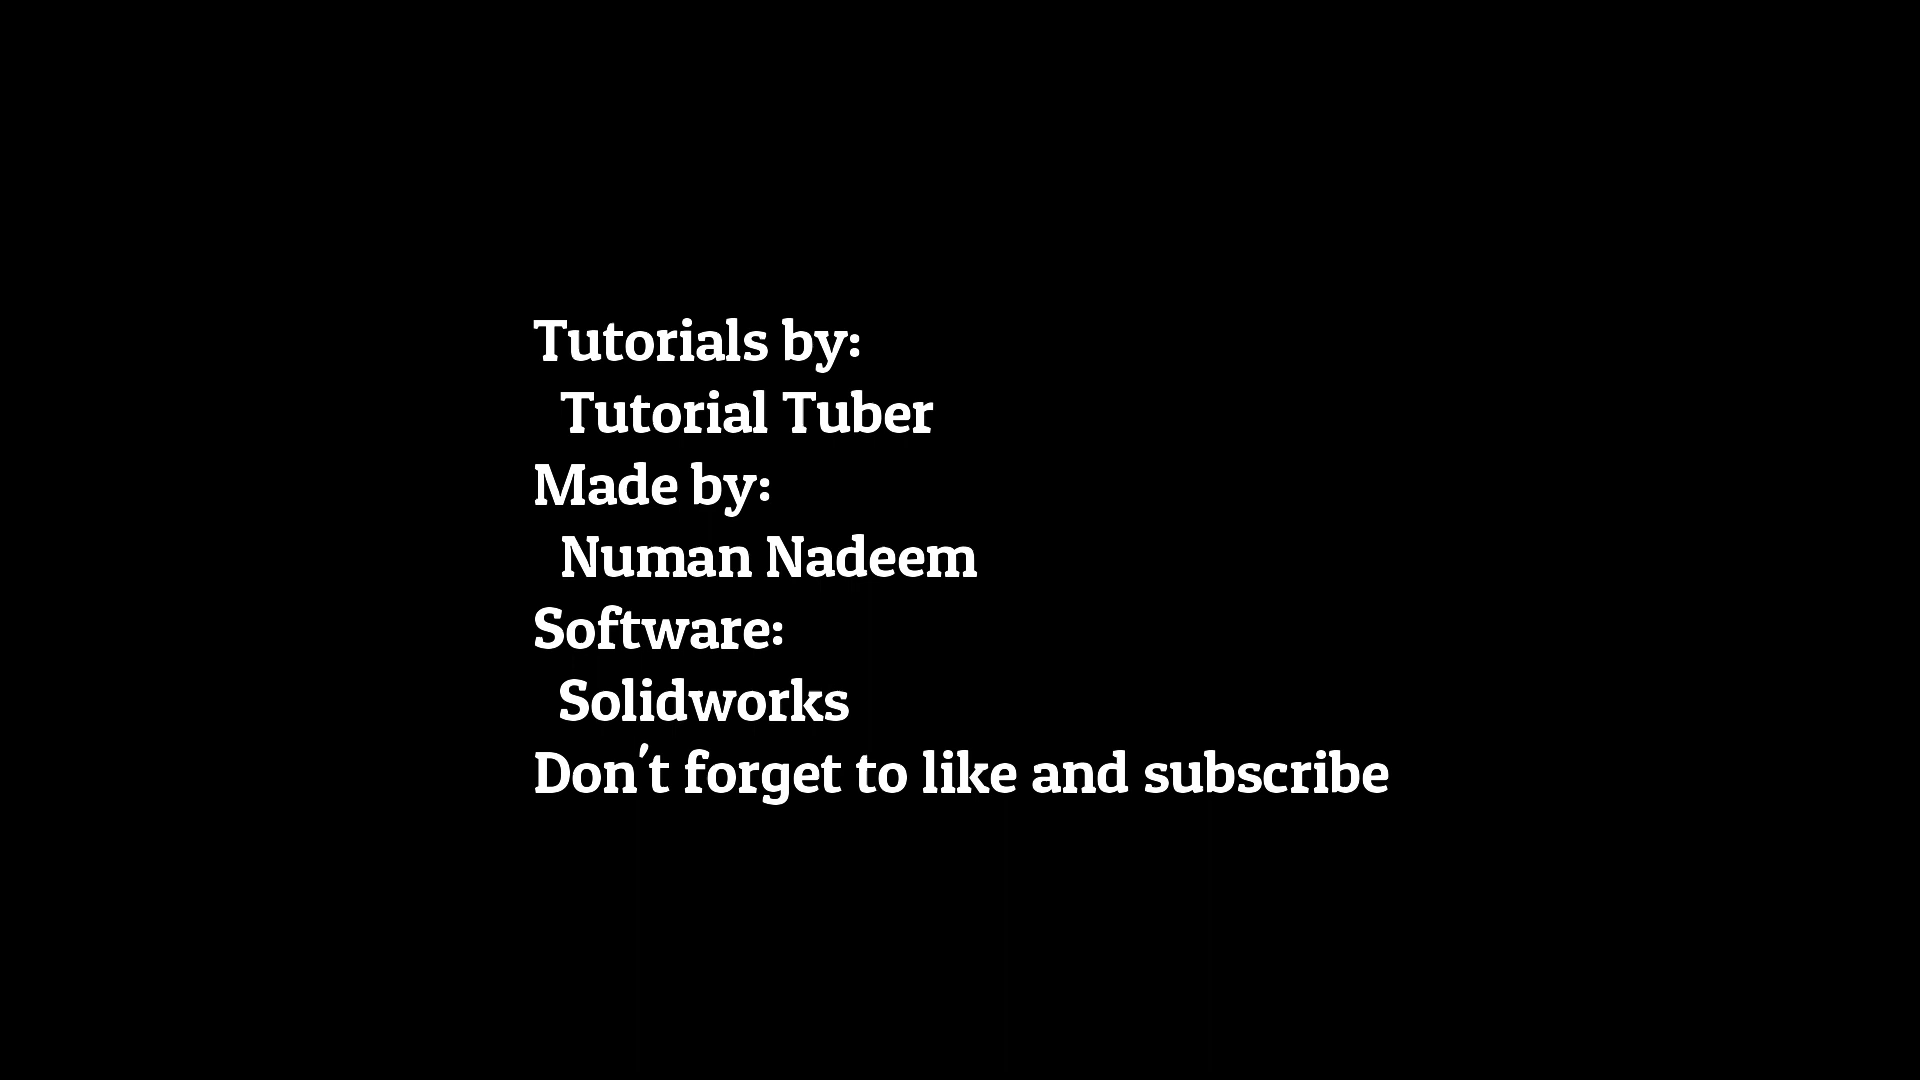 Tutorials by:
Tutorial Tuber
Made by:
Numan Nadeem
Software:
Solidworks
Don't forget to like and subscribe